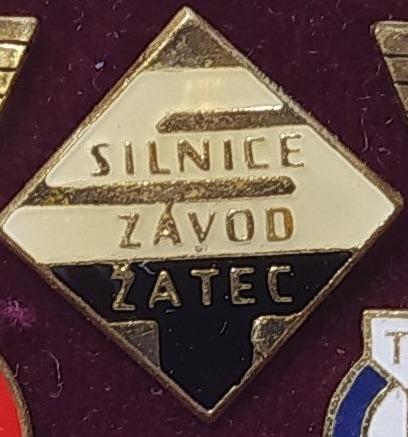 SILNICE
ZÁVOD
ŽATEC
T